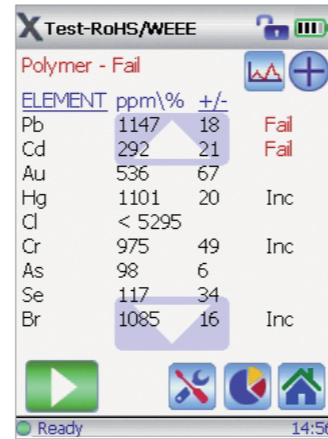 X Test-RoHS/WEEE
Polymer - Fail
ELEMENT ppm\% +/-
Pb 1147 18 Fail
Cd 292 21 Fail
Au 536 67
Hg 1101 20 Inc
Cl < 5295
Cr 975 49 Inc
As 98 6
Se 117 34
Br 1085 16 Inc
Ready 14:56